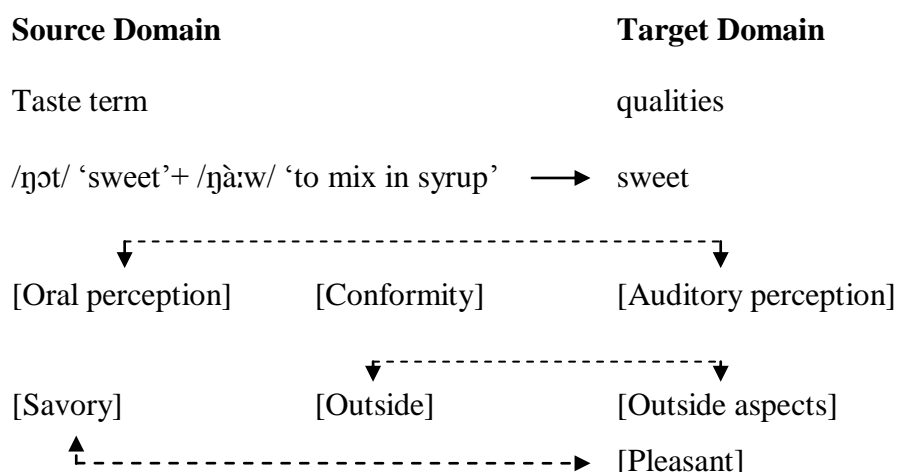 Source Domain Target Domain
Taste term qualities
/ŋɔt/ ‘sweet’+ /ŋàːw/ ‘to mix in syrup’ sweet
[Oral perception] [Conformity] [Auditory perception]
[Savory] [Outside] [Outside aspects]
[Pleasant]